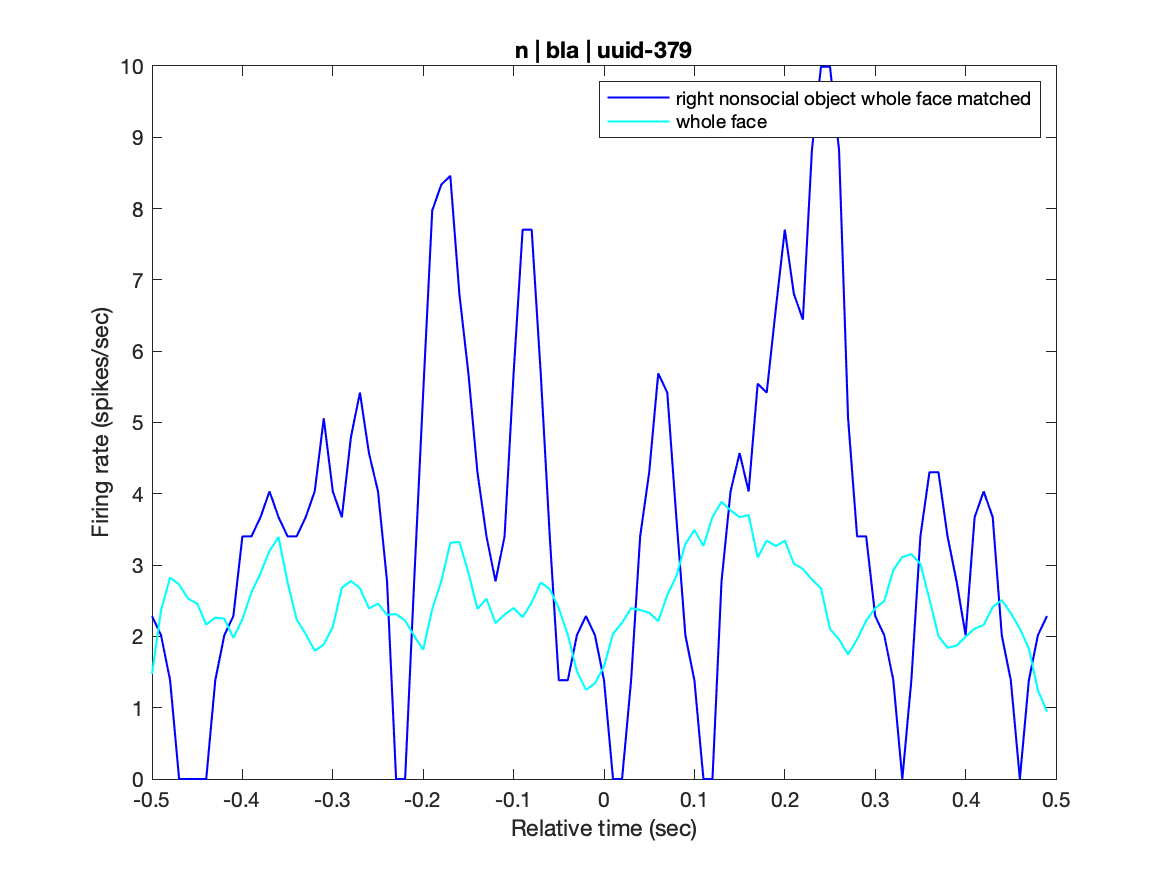 n | bla | uuid-379
10
9
8
7
6
5
4
3
2
1
0
Firing rate (spikes/sec)
right nonsocial object whole face matched
whole face
-0.5 -0.4 -0.3 -0.2 -0.1 0 0.1 0.2 0.3 0.4 0.5
Relative time (sec)